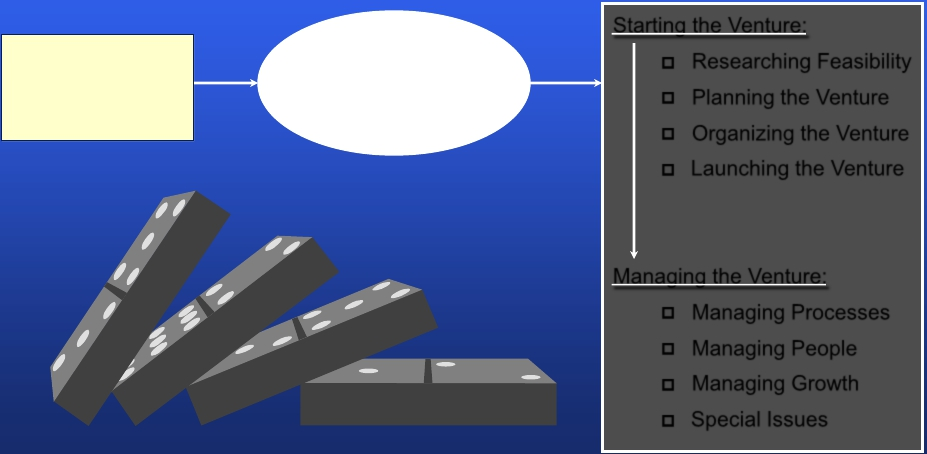 Starting the Venture:
Researching Feasibility
Planning the Venture
Organizing the Venture
Launching the Venture
Managing the Venture:
Managing Processes
Managing People
Managing Growth
Special Issues